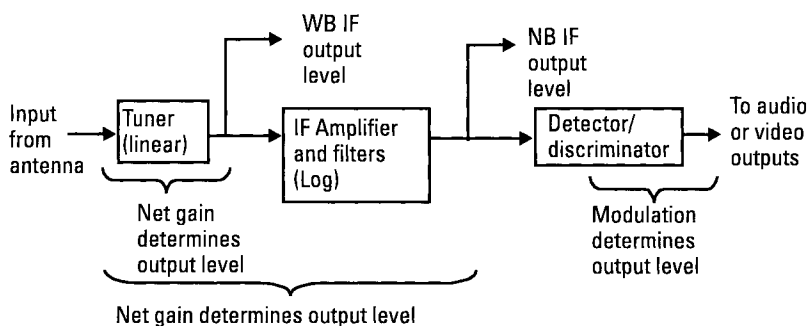 WB IF
output
level
NB IF
output
level
Input
from
antenna
Tuner
(linear)
IF Amplifier
and filters
(Log)
Detector/
discriminator
To audio
or video
outputs
Net gain
determines
output level
Modulation
determines
output level
Net gain determines output level